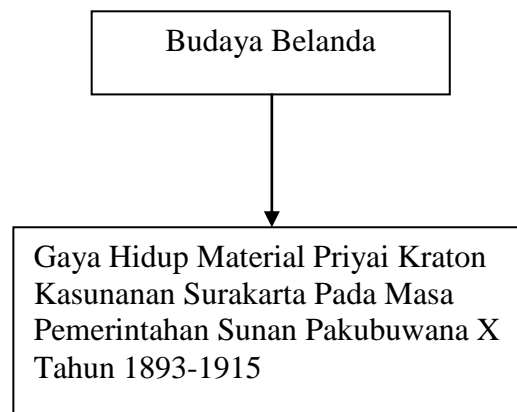 Budaya Belanda
Gaya Hidup Material Priyai Kraton
Kasunanan Surakarta Pada Masa
Pemerintahan Sunan Pakubuwana X
Tahun 1893-1915